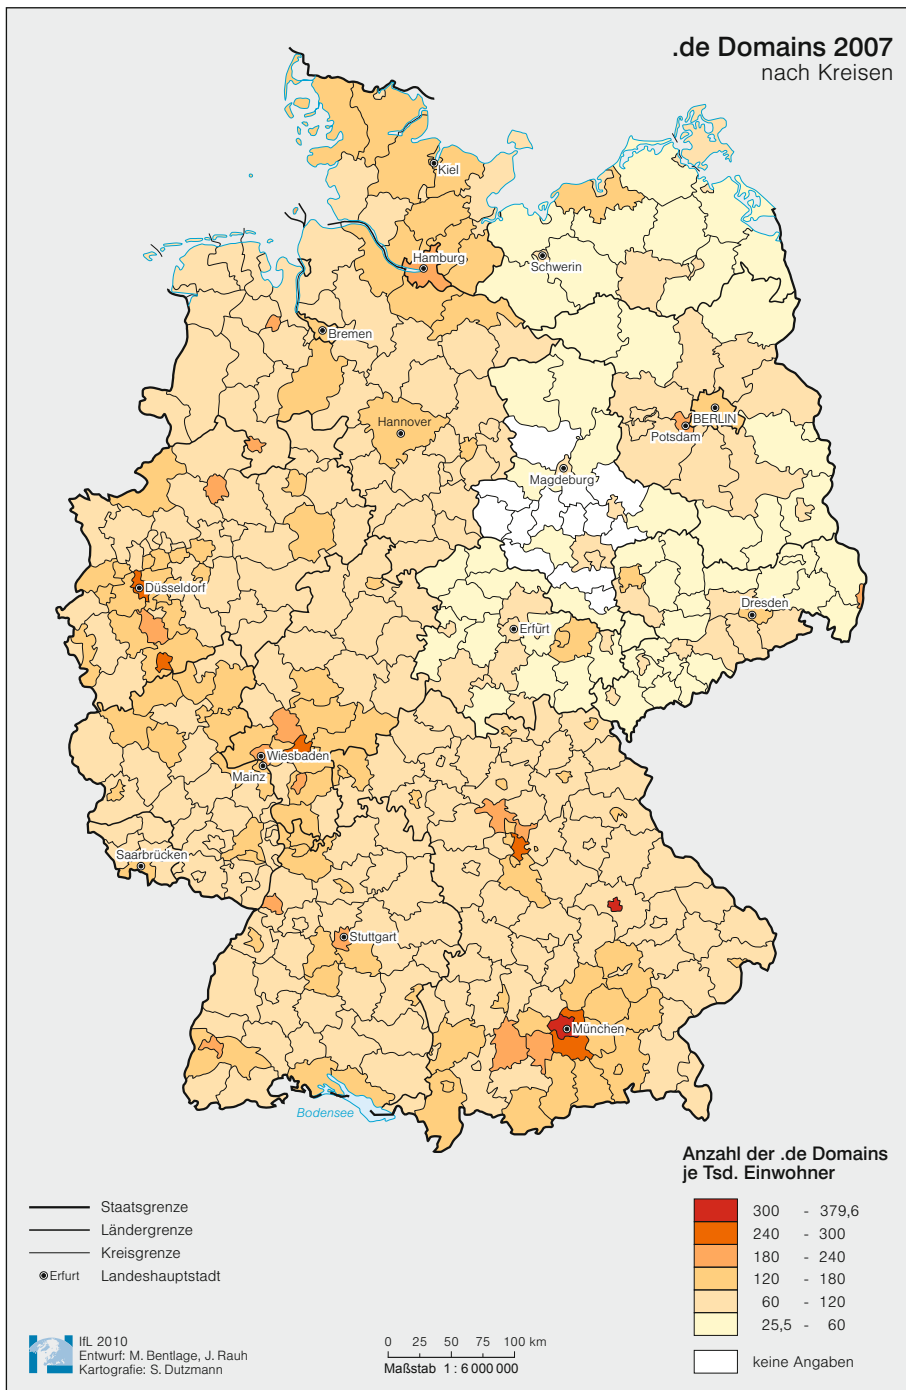 .de Domains 2007
nach Kreisen
Kiel
Hamburg
Schwerin
Bremen
Hannover
BERLIN
Potsdam
Magdeburg
Düsseldorf
Dresden
Erfurt
Wiesbaden
Mainz
Saarbrücken
Stuttgart
München
Bodensee
Anzahl der .de Domains
je Tsd. Einwohner
300 - 379,6
240 - 300
180 - 240
120 - 180
60 - 120
25,5 - 60
keine Angaben
Staatsgrenze
Ländergrenze
Kreisgrenze
Erfurt Landeshauptstadt
IfL 2010
Entwurf: M. Bentlage, J. Rauh
Kartografie: S. Dutzmann
0 25 50 75 100 km
Maßstab 1 : 6 000 000